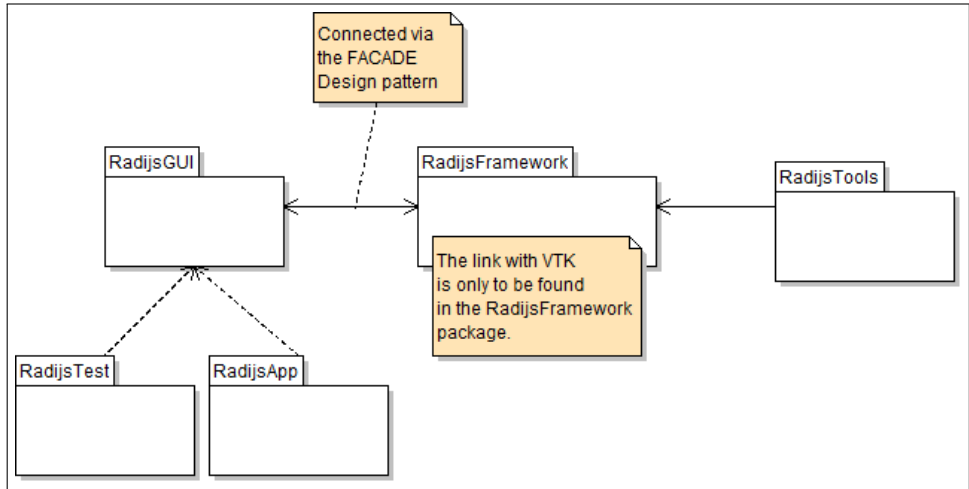 Connected via
the FACADE
Design pattern
RadijsGUI
RadijsFramework
RadijsTools
The link with VTK
is only to be found
in the RadijsFramework
package.
RadijsTest
RadijsApp